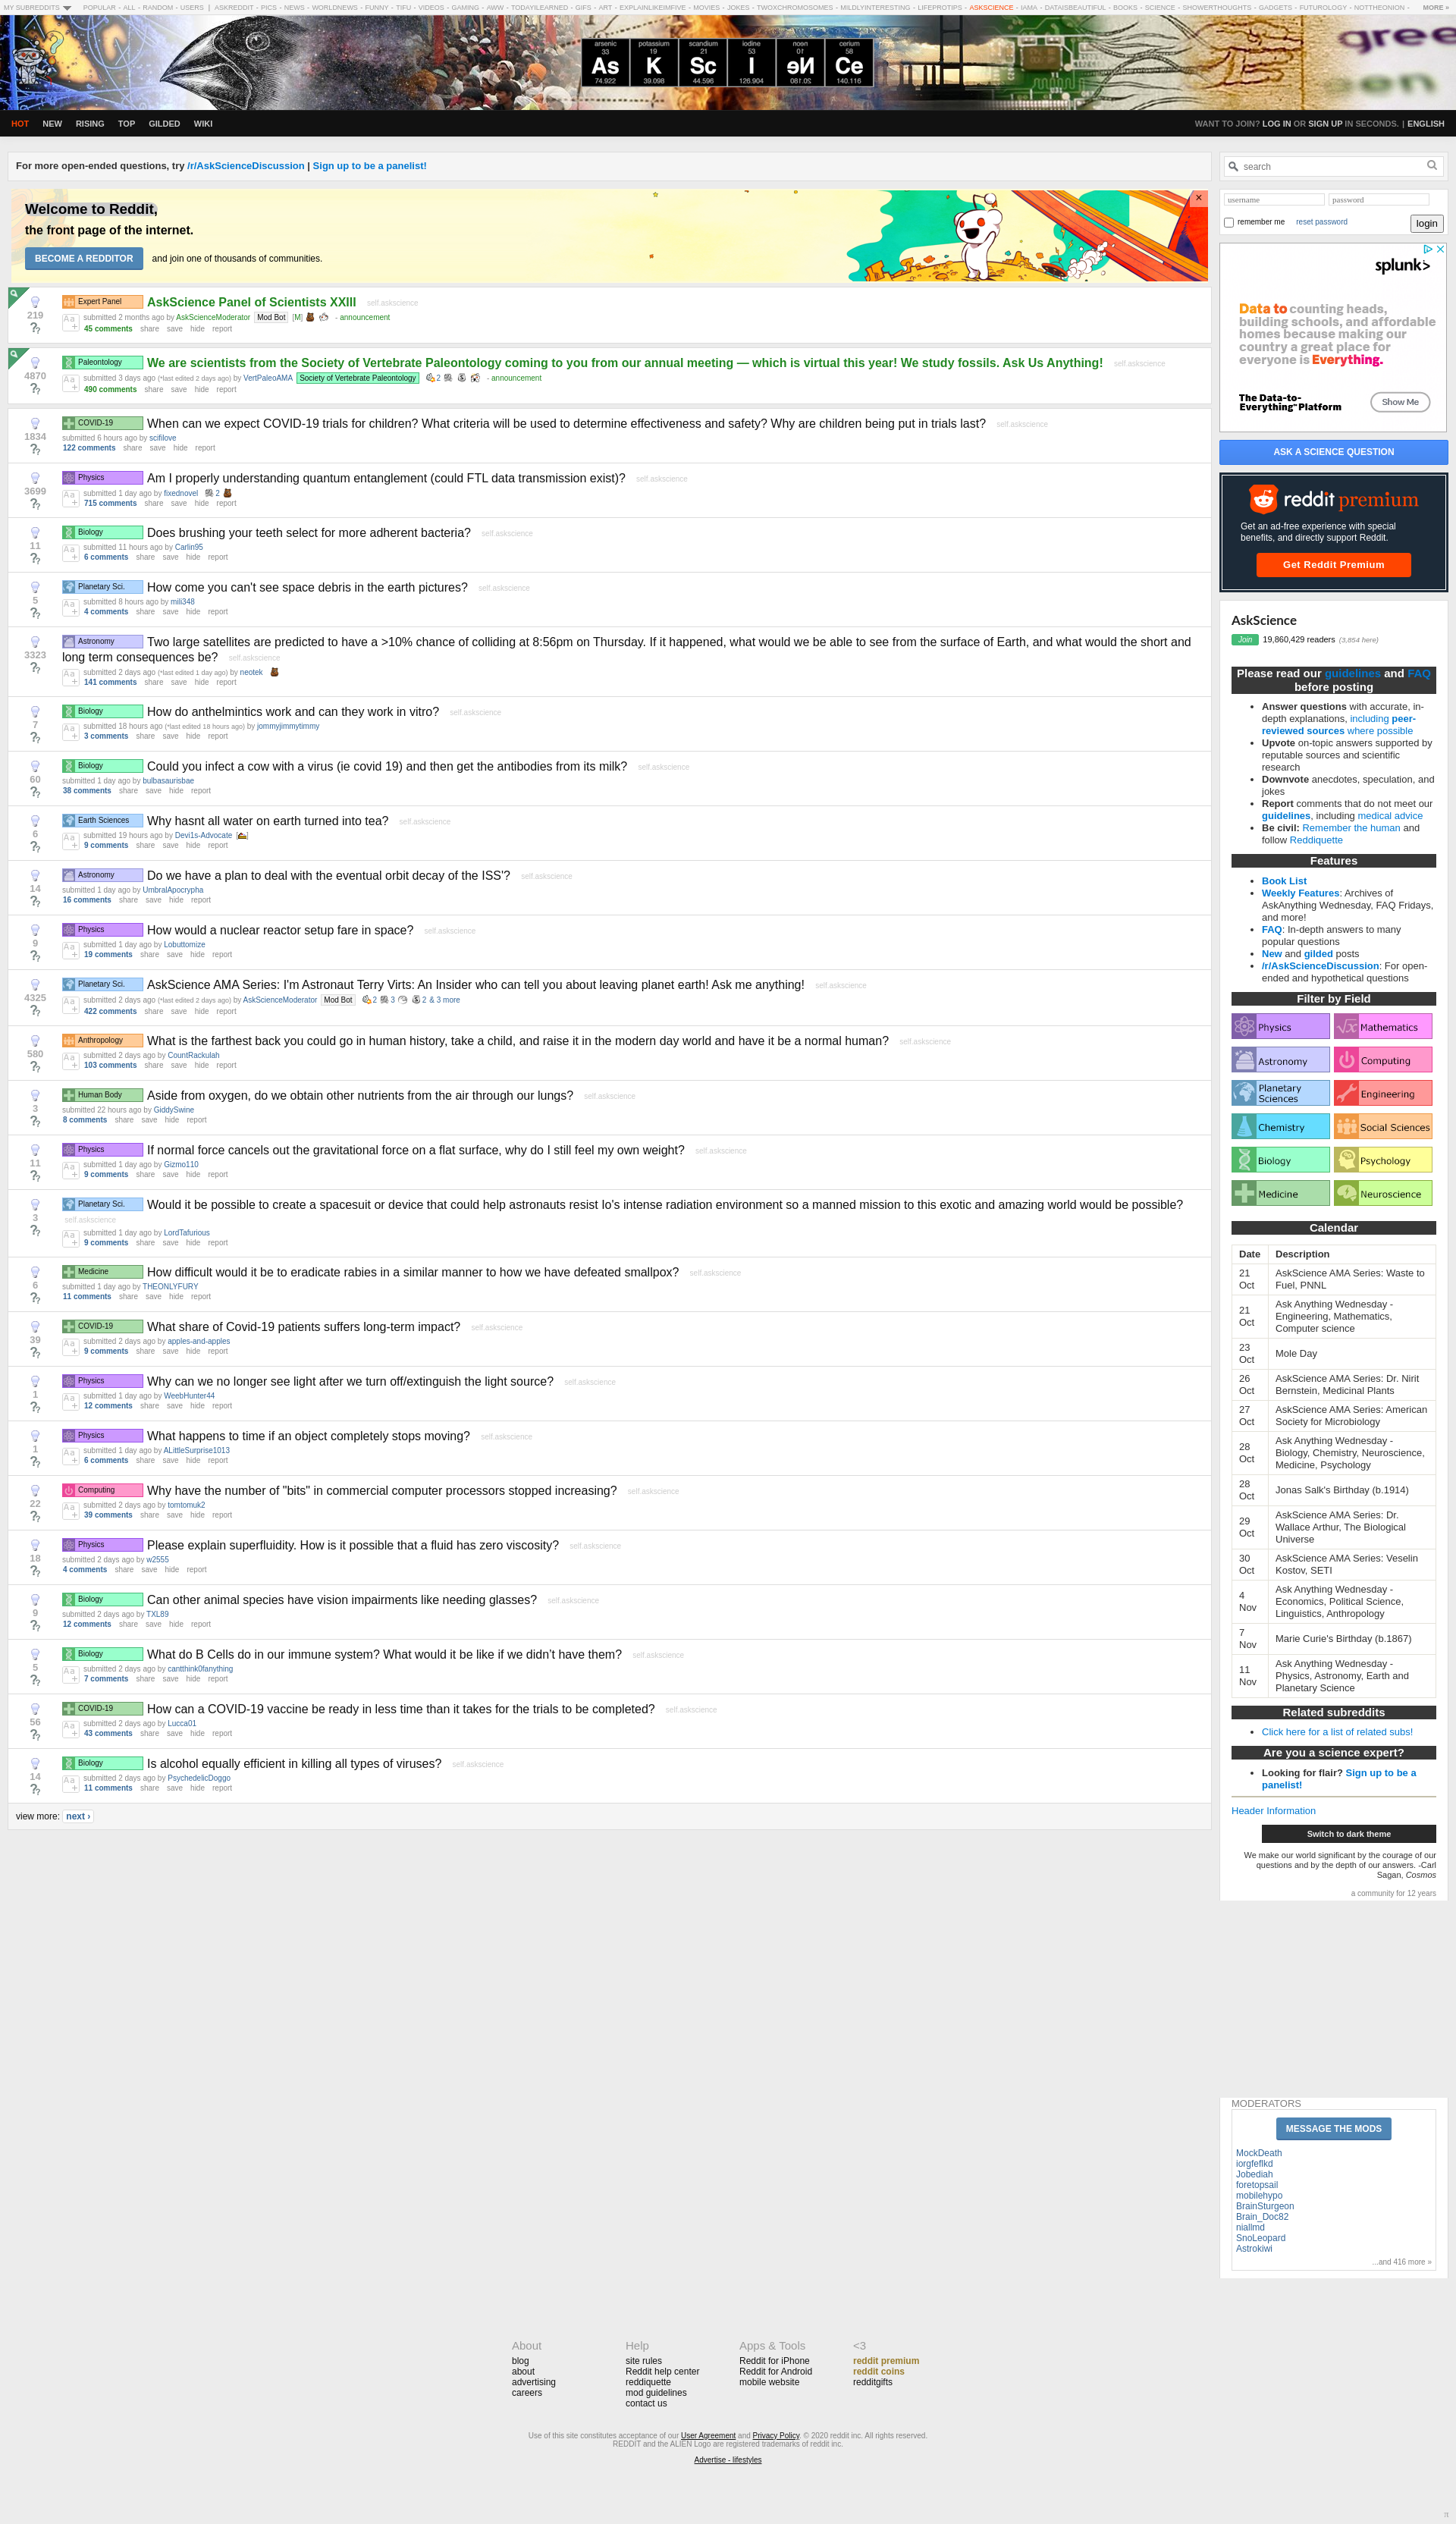 MY SUBREDDITS POPULAR - ALL - RANDOM - USERS | ASKREDDIT - PICS - NEWS - WORLDNEWS - FUNNY - TIFU - VIDEOS - GAMING - AWW - TODAYILEARNED - GIFS - ART - EXPLAINLIKEIMFIVE - MOVIES - JOKES - TWOXCHROMOSOMES - MILDLYINTERESTING - LIFEPROTIPS - ASKSCIENCE - IAMA - DATAISBEAUTIFUL - BOOKS - SCIENCE - SHOWERTHOUGHTS - GADGETS - FUTUROLOGY - NOTTHEONION - MORE »
arsenic 33 As 74.922
potassium 19 K 39.098
scandium 21 Sc 44.596
iodine 53 I 126.904
neon 10 Ne 20.180
cerium 58 Ce 140.116
HOT NEW RISING TOP GILDED WIKI
WANT TO JOIN? LOG IN OR SIGN UP IN SECONDS. | ENGLISH
For more open-ended questions, try /r/AskScienceDiscussion | Sign up to be a panelist!
Welcome to Reddit,
the front page of the internet.
BECOME A REDDITOR and join one of thousands of communities.
×
219
Expert Panel AskScience Panel of Scientists XXIII self.askscience
submitted 2 months ago by AskScienceModerator Mod Bot [M] - announcement
45 comments share save hide report
4870
Paleontology We are scientists from the Society of Vertebrate Paleontology coming to you from our annual meeting — which is virtual this year! We study fossils. Ask Us Anything! self.askscience
submitted 3 days ago (*last edited 2 days ago) by VertPaleoAMA Society of Vertebrate Paleontology 2 - announcement
490 comments share save hide report
1834
COVID-19 When can we expect COVID-19 trials for children? What criteria will be used to determine effectiveness and safety? Why are children being put in trials last? self.askscience
submitted 6 hours ago by scifilove
122 comments share save hide report
3699
Physics Am I properly understanding quantum entanglement (could FTL data transmission exist)? self.askscience
submitted 1 day ago by fixednovel 2
715 comments share save hide report
11
Biology Does brushing your teeth select for more adherent bacteria? self.askscience
submitted 11 hours ago by Carlin95
6 comments share save hide report
5
Planetary Sci. How come you can't see space debris in the earth pictures? self.askscience
submitted 8 hours ago by mili348
4 comments share save hide report
3323
Astronomy Two large satellites are predicted to have a >10% chance of colliding at 8:56pm on Thursday. If it happened, what would we be able to see from the surface of Earth, and what would the short and
long term consequences be? self.askscience
submitted 2 days ago (*last edited 1 day ago) by neotek
141 comments share save hide report
7
Biology How do anthelmintics work and can they work in vitro? self.askscience
submitted 18 hours ago (*last edited 18 hours ago) by jommyjimmytimmy
3 comments share save hide report
60
Biology Could you infect a cow with a virus (ie covid 19) and then get the antibodies from its milk? self.askscience
submitted 1 day ago by bulbasaurisbae
38 comments share save hide report
6
Earth Sciences Why hasnt all water on earth turned into tea? self.askscience
submitted 19 hours ago by Devi1s-Advocate
9 comments share save hide report
14
Astronomy Do we have a plan to deal with the eventual orbit decay of the ISS'? self.askscience
submitted 1 day ago by UmbralApocrypha
16 comments share save hide report
9
Physics How would a nuclear reactor setup fare in space? self.askscience
submitted 1 day ago by Lobuttomize
19 comments share save hide report
4325
Planetary Sci. AskScience AMA Series: I'm Astronaut Terry Virts: An Insider who can tell you about leaving planet earth! Ask me anything! self.askscience
submitted 2 days ago (*last edited 2 days ago) by AskScienceModerator Mod Bot 2 3 2 & 3 more
422 comments share save hide report
580
Anthropology What is the farthest back you could go in human history, take a child, and raise it in the modern day world and have it be a normal human? self.askscience
submitted 2 days ago by CountRackulah
103 comments share save hide report
3
Human Body Aside from oxygen, do we obtain other nutrients from the air through our lungs? self.askscience
submitted 22 hours ago by GiddySwine
8 comments share save hide report
11
Physics If normal force cancels out the gravitational force on a flat surface, why do I still feel my own weight? self.askscience
submitted 1 day ago by Gizmo110
9 comments share save hide report
3
Planetary Sci. Would it be possible to create a spacesuit or device that could help astronauts resist Io's intense radiation environment so a manned mission to this exotic and amazing world would be possible?
self.askscience
submitted 1 day ago by LordTafurious
9 comments share save hide report
6
Medicine How difficult would it be to eradicate rabies in a similar manner to how we have defeated smallpox? self.askscience
submitted 1 day ago by THEONLYFURY
11 comments share save hide report
39
COVID-19 What share of Covid-19 patients suffers long-term impact? self.askscience
submitted 2 days ago by apples-and-apples
9 comments share save hide report
1
Physics Why can we no longer see light after we turn off/extinguish the light source? self.askscience
submitted 1 day ago by WeebHunter44
12 comments share save hide report
1
Physics What happens to time if an object completely stops moving? self.askscience
submitted 1 day ago by ALittleSurprise1013
6 comments share save hide report
22
Computing Why have the number of "bits" in commercial computer processors stopped increasing? self.askscience
submitted 2 days ago by tomtomuk2
39 comments share save hide report
18
Physics Please explain superfluidity. How is it possible that a fluid has zero viscosity? self.askscience
submitted 2 days ago by w2555
4 comments share save hide report
9
Biology Can other animal species have vision impairments like needing glasses? self.askscience
submitted 2 days ago by TXL89
12 comments share save hide report
5
Biology What do B Cells do in our immune system? What would it be like if we didn't have them? self.askscience
submitted 2 days ago by cantthink0fanything
7 comments share save hide report
56
COVID-19 How can a COVID-19 vaccine be ready in less time than it takes for the trials to be completed? self.askscience
submitted 2 days ago by Lucca01
43 comments share save hide report
14
Biology Is alcohol equally efficient in killing all types of viruses? self.askscience
submitted 2 days ago by PsychedelicDoggo
11 comments share save hide report
view more: next ›
search
username password
remember me reset password login
splunk>
Data to counting heads,
building schools, affordable
homes because making our
country a great place for
everyone is Everything.
The Data-to-
Everything™ Platform
Show Me
ASK A SCIENCE QUESTION
reddit premium
Get an ad-free experience with special
benefits, and directly support Reddit.
Get Reddit Premium
AskScience
Join 19,860,429 readers (3,854 here)
Please read our guidelines and FAQ
before posting
Answer questions with accurate, in-
depth explanations, including peer-
reviewed sources where possible
Upvote on-topic answers supported by
reputable sources and scientific
research
Downvote anecdotes, speculation, and
jokes
Report comments that do not meet our
guidelines, including medical advice
Be civil: Remember the human and
follow Reddiquette
Features
Book List
Weekly Features: Archives of
AskAnything Wednesday, FAQ Fridays,
and more!
FAQ: In-depth answers to many
popular questions
New and gilded posts
/r/AskScienceDiscussion: For open-
ended and hypothetical questions
Filter by Field
Physics Mathematics
Astronomy Computing
Planetary Sciences Engineering
Chemistry Social Sciences
Biology Psychology
Medicine Neuroscience
Calendar
Date Description
21 Oct AskScience AMA Series: Waste to Fuel, PNNL
21 Oct Ask Anything Wednesday - Engineering, Mathematics, Computer science
23 Oct Mole Day
26 Oct AskScience AMA Series: Dr. Nirit Bernstein, Medicinal Plants
27 Oct AskScience AMA Series: American Society for Microbiology
28 Oct Ask Anything Wednesday - Biology, Chemistry, Neuroscience, Medicine, Psychology
28 Oct Jonas Salk's Birthday (b.1914)
29 Oct AskScience AMA Series: Dr. Wallace Arthur, The Biological Universe
30 Oct AskScience AMA Series: Veselin Kostov, SETI
4 Nov Ask Anything Wednesday - Economics, Political Science, Linguistics, Anthropology
7 Nov Marie Curie's Birthday (b.1867)
11 Nov Ask Anything Wednesday - Physics, Astronomy, Earth and Planetary Science
Related subreddits
Click here for a list of related subs!
Are you a science expert?
Looking for flair? Sign up to be a
panelist!
Header Information
Switch to dark theme
We make our world significant by the courage of our
questions and by the depth of our answers. -Carl
Sagan, Cosmos
a community for 12 years
MODERATORS
MESSAGE THE MODS
MockDeath
iorgfeflkd
Jobediah
foretopsail
mobilehypo
BrainSturgeon
Brain_Doc82
niallmd
SnoLeopard
Astrokiwi
...and 416 more »
About
blog
about
advertising
careers
Help
site rules
Reddit help center
reddiquette
mod guidelines
contact us
Apps & Tools
Reddit for iPhone
Reddit for Android
mobile website
<3
reddit premium
reddit coins
redditgifts
Use of this site constitutes acceptance of our User Agreement and Privacy Policy. © 2020 reddit inc. All rights reserved.
REDDIT and the ALIEN Logo are registered trademarks of reddit inc.
Advertise - lifestyles
π